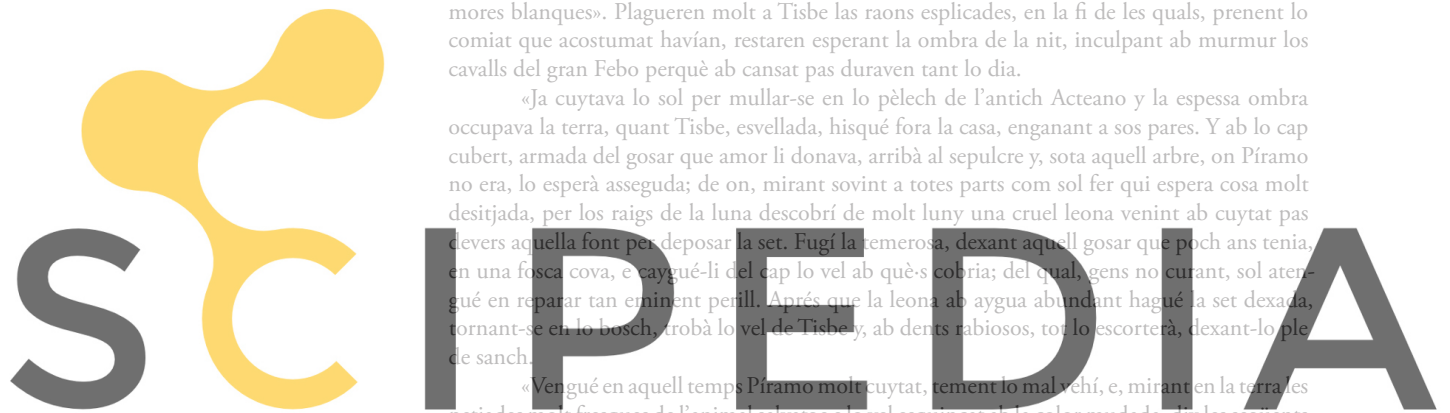 mores blanques». Plagueren molt a Tisbe las raons esplicades, en la fi de les quals, prenent lo
comiat que acostumat havían, restaren esperant la ombra de la nit, inculpant ab murmur los
cavalls del gran Febo perquè ab cansat pas duraven tant lo dia.
«Ja cuytava lo sol per mullar-se en lo pèlech de l'antich Acteano y la espessa ombra
occupava la terra, quant Tisbe, esvellada, hisqué fora la casa, enganant a sos pares. Y ab lo cap
cubert, armada del gosar que amor li donava, arribà al sepulcre y, sota aquell arbre, on Píramo
no era, lo esperà asseguda; de on, mirant sovint a totes parts com sol fer qui espera cosa molt
desitjada, per los raigs de la luna descobrí de molt luny una cruel leona venint ab cuytat pas
devers aquella font per deposar la set. Fugí la temerosa, dexant aquell gosar que poch ans tenia,
en una fosca cova, e caygué-li del cap lo vel ab què·s cobria; del qual, gens no curant, sol aten-
gué en reparar tan eminent perill. Aprés que la leona ab aygua abundant hagué la set dexada,
tornant-se en lo bosch, trobà lo vel de Tisbe y, ab dents rabiosos, tot lo escorterà, dexant-lo ple
de sanch.
«Vengué en aquell temps Píramo molt cuytat, tement lo mal vehí, e, mirant en la terra les
SCIPEDIA